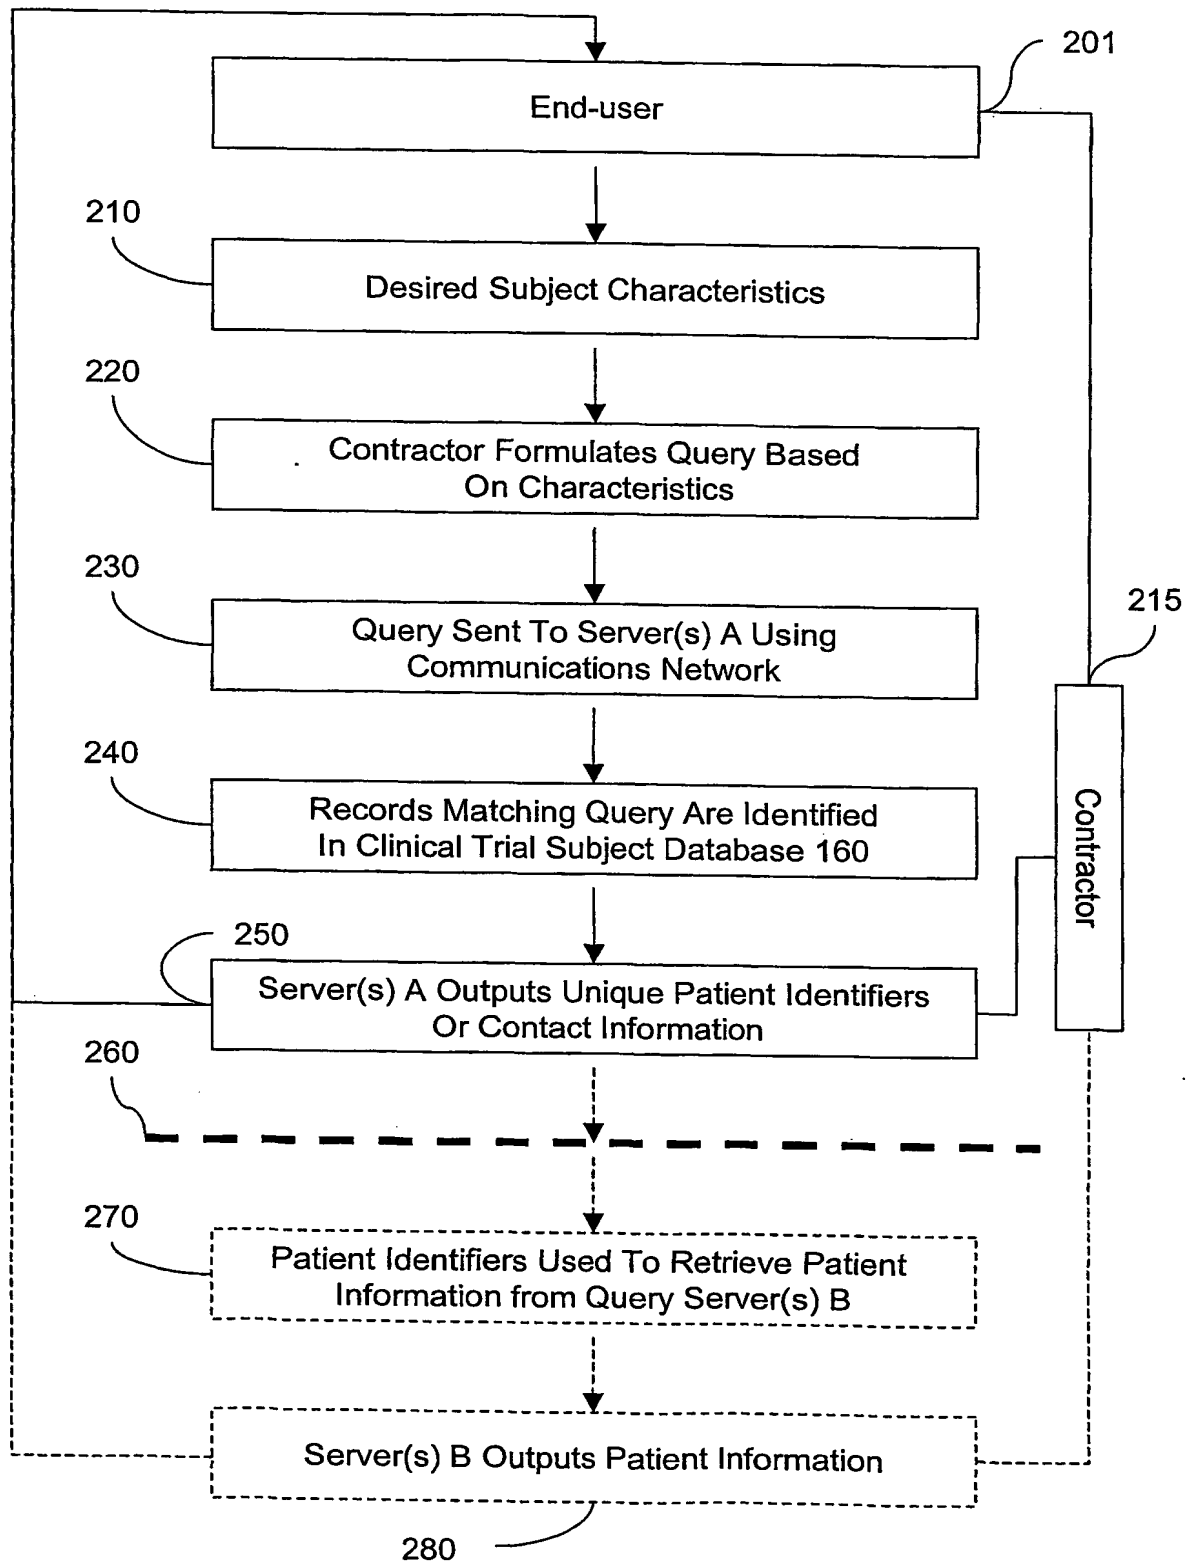 201
End-user
210
Desired Subject Characteristics
220
Contractor Formulates Query Based
On Characteristics
230
Query Sent To Server(s) A Using
Communications Network
215
240
Records Matching Query Are Identified
In Clinical Trial Subject Database 160
Contractor
250
Server(s) A Outputs Unique Patient Identifiers
Or Contact Information
260
270
Patient Identifiers Used To Retrieve Patient
Information from Query Server(s) B
Server(s) B Outputs Patient Information
280